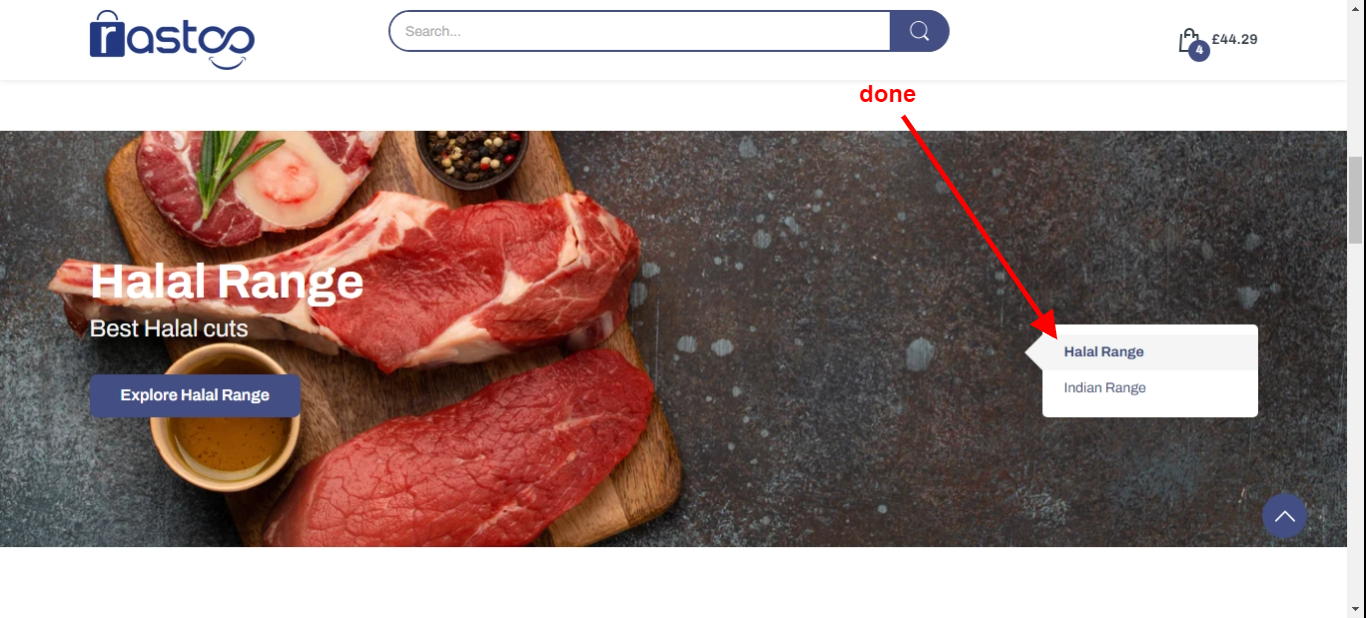 rastoo
Search...
4
£44.29
done
Halal Range
Best Halal cuts
Explore Halal Range
Halal Range
Indian Range